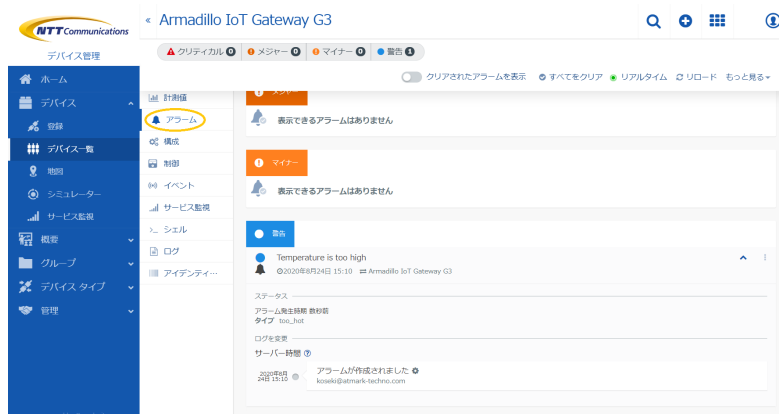 NTT Communications
« Armadillo IoT Gateway G3
デバイス管理
クリティカル 0 メジャー 0 マイナー 0 警告 1
クリアされたアラームを表示 すべてをクリア リアルタイム リロード もっと見る
ホーム
デバイス
登録
デバイス一覧
地図
シミュレーター
サービス監視
概要
グループ
デバイス タイプ
管理
計測値
アラーム
構成
制御
イベント
サービス監視
シェル
ログ
アイデンティ…
メジャー
表示できるアラームはありません
マイナー
表示できるアラームはありません
警告
Temperature is too high
2020年8月24日 15:10 Armadillo IoT Gateway G3
ステータス
アラーム発生時期 数秒前
タイプ too_hot
ログを変更
サーバー時間
2020年8月
24日 15:10
アラームが作成されました
koseki@atmark-techno.com